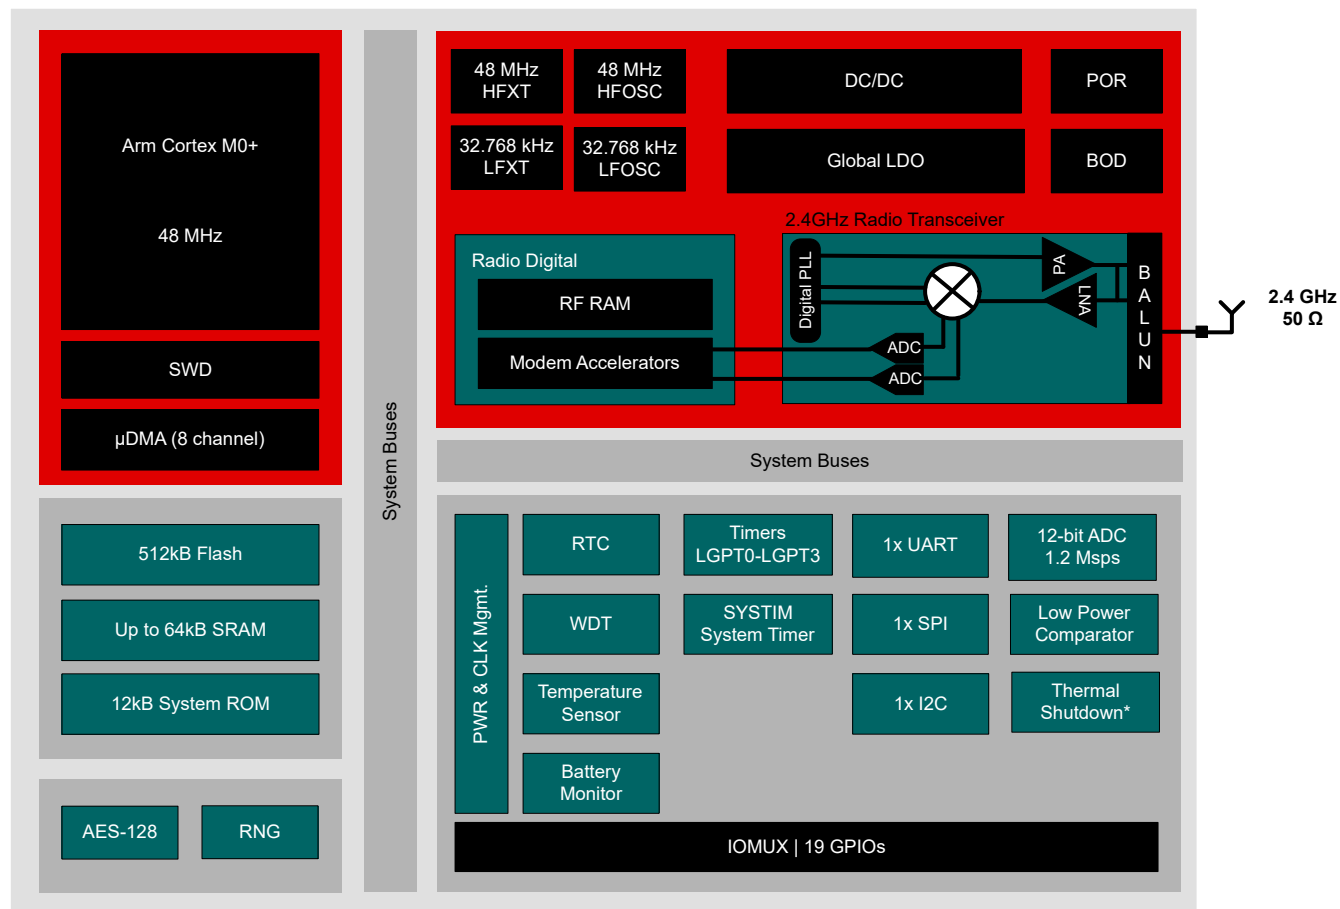 Arm Cortex M0+
48 MHz
SWD
µDMA (8 channel)
512kB Flash
Up to 64kB SRAM
12kB System ROM
AES-128
RNG
System Buses
48 MHz
HFXT
48 MHz
HFOSC
32.768 kHz
LFXT
32.768 kHz
LFOSC
DC/DC
POR
Global LDO
BOD
2.4GHz Radio Transceiver
Radio Digital
RF RAM
Modem Accelerators
Digital PLL
PA
LNA
ADC
ADC
BALUN
2.4 GHz
50 Ω
System Buses
PWR & CLK Mgmt.
RTC
WDT
Temperature
Sensor
Battery
Monitor
Timers
LGPT0-LGPT3
SYSTIM
System Timer
1x UART
1x SPI
1x I2C
12-bit ADC
1.2 Msps
Low Power
Comparator
Thermal
Shutdown*
IOMUX | 19 GPIOs